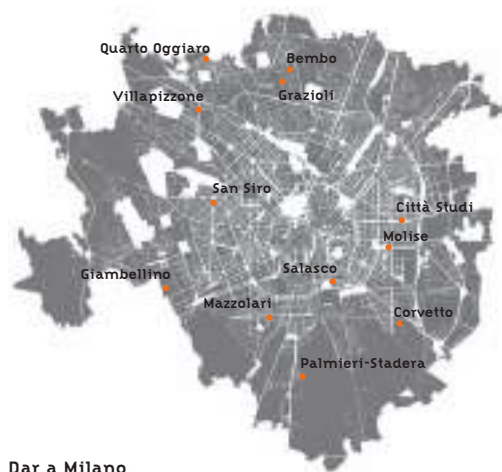 Quarto Oggiaro
Bembo
Grazioli
Villapizzone
San Siro
Città Studi
Molise
Giambellino
Salasco
Mazzolari
Corvetto
Palmieri-Stadera
Dar a Milano